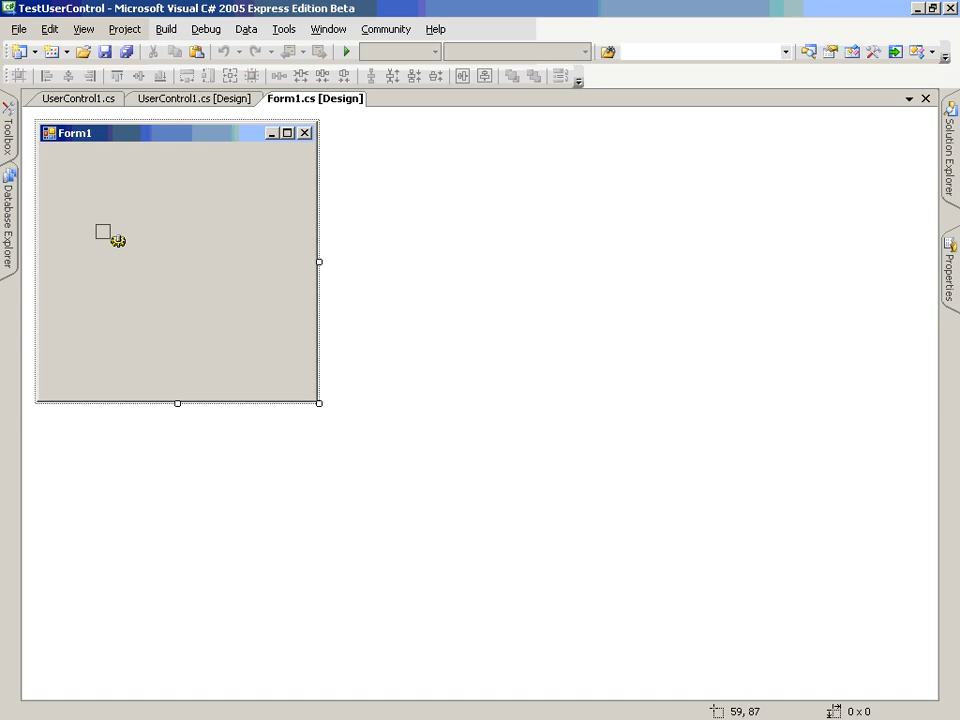 TestUserControl - Microsoft Visual C# 2005 Express Edition Beta
File Edit View Project Build Debug Data Tools Window Community Help
UserControl1.cs UserControl1.cs [Design] Form1.cs [Design]
Toolbox
Database Explorer
Form1
Solution Explorer
Properties
59, 87 0 x 0